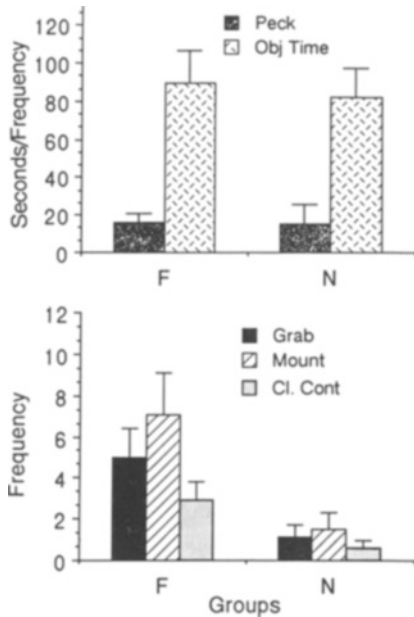 Peck
Obj Time
Seconds/Frequency
120
100
80
60
40
20
0
F
N
Grab
Mount
Cl. Cont
Frequency
12
10
8
6
4
2
0
F
N
Groups